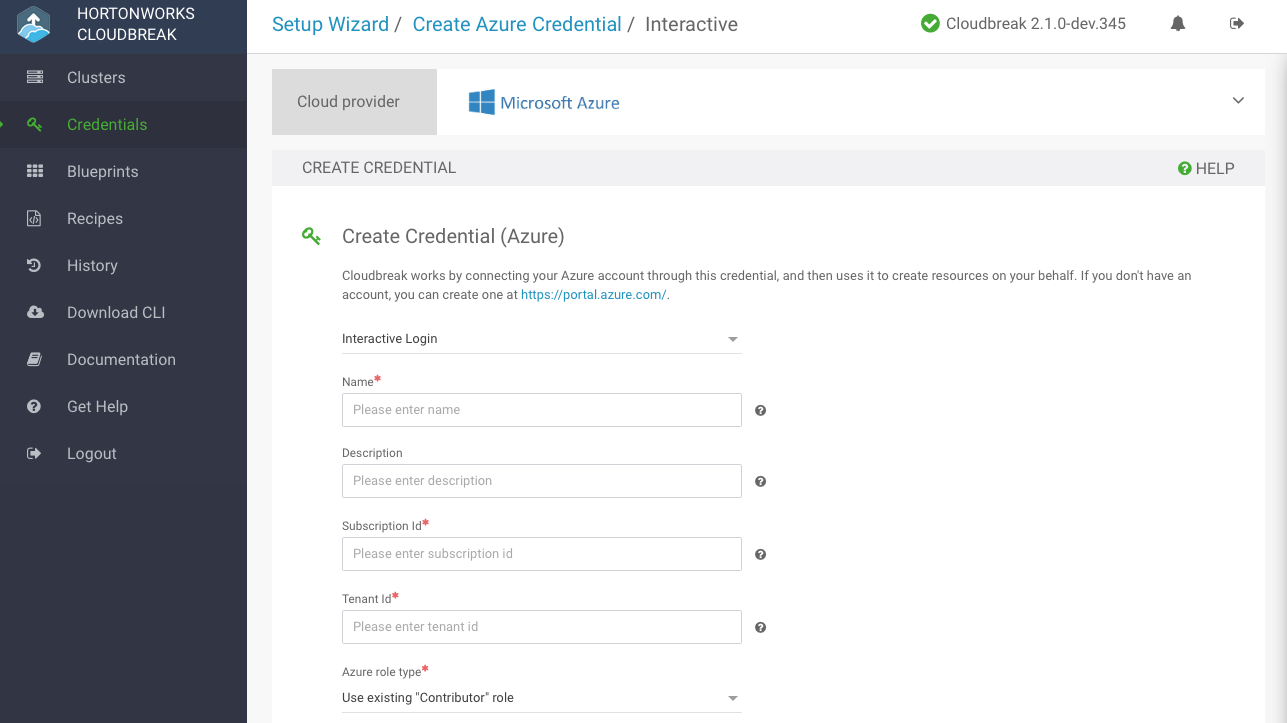 HORTONWORKS
CLOUDBREAK
Clusters
Credentials
Blueprints
Recipes
History
Download CLI
Documentation
Get Help
Logout
Setup Wizard / Create Azure Credential / Interactive
Cloudbreak 2.1.0-dev.345
Cloud provider
Microsoft Azure
CREATE CREDENTIAL
HELP
Create Credential (Azure)
Cloudbreak works by connecting your Azure account through this credential, and then uses it to create resources on your behalf. If you don't have an
account, you can create one at https://portal.azure.com/.
Interactive Login
Name*
Please enter name
Description
Please enter description
Subscription Id*
Please enter subscription id
Tenant Id*
Please enter tenant id
Azure role type*
Use existing "Contributor" role